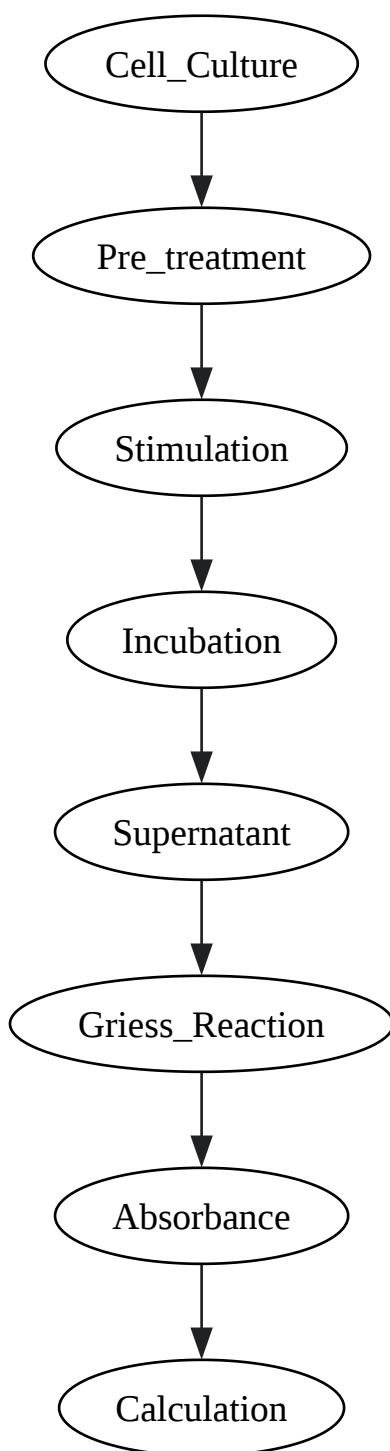 Cell_Culture
Pre_treatment
Stimulation
Incubation
Supernatant
Griess_Reaction
Absorbance
Calculation